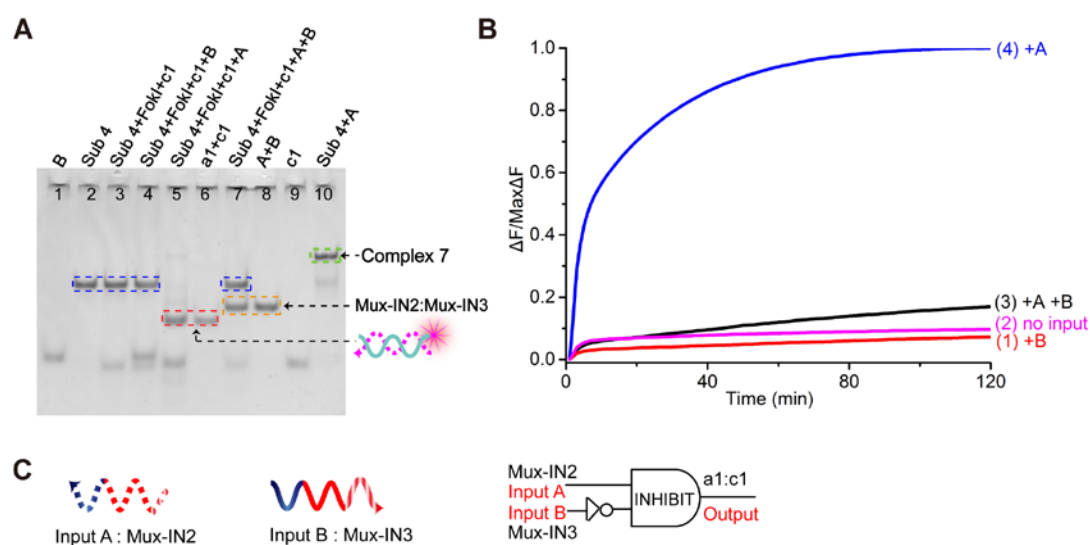 A
B
Sub 4
Sub 4+FokI+c1
Sub 4+FokI+c1+B
Sub 4+FokI+c1+A
a1+c1
Sub 4+FokI+c1+A+B
A+B
c1
Sub 4+A
1 2 3 4 5 6 7 8 9 10
Complex 7
Mux-IN2:Mux-IN3
B
ΔF/MaxΔF
1.0
0.8
0.6
0.4
0.2
0.0
0 40 80 120
Time (min)
(4) +A
(3) +A +B
(2) no input
(1) +B
C
Input A : Mux-IN2
Input B : Mux-IN3
Mux-IN2
Input A
Input B
Mux-IN3
INHIBIT
a1:c1
Output